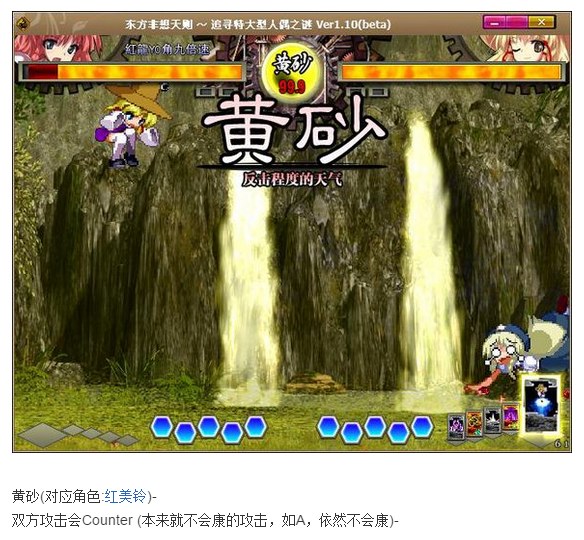 东方非想天则 ～ 追寻特大型人偶之谜 Ver1.10(beta)
紅龍YO角九倍速
黄砂
99.9
黄砂
反击程度的天气
黄砂(对应角色:红美铃)-
双方攻击会Counter (本来就不会康的攻击，如A，依然不会康)-